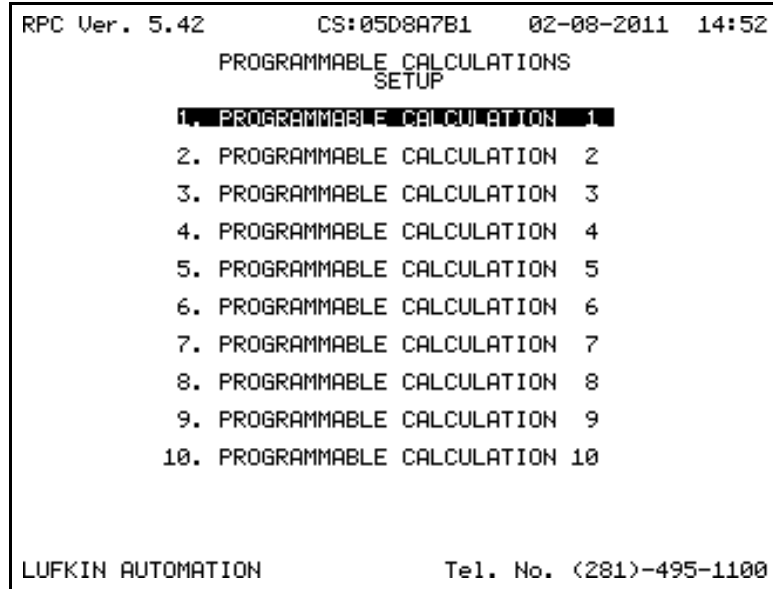 RPC Ver. 5.42 CS:05D8A7B1 02-08-2011 14:52
PROGRAMMABLE CALCULATIONS
SETUP
1. PROGRAMMABLE CALCULATION 1
2. PROGRAMMABLE CALCULATION 2
3. PROGRAMMABLE CALCULATION 3
4. PROGRAMMABLE CALCULATION 4
5. PROGRAMMABLE CALCULATION 5
6. PROGRAMMABLE CALCULATION 6
7. PROGRAMMABLE CALCULATION 7
8. PROGRAMMABLE CALCULATION 8
9. PROGRAMMABLE CALCULATION 9
10. PROGRAMMABLE CALCULATION 10
LUFKIN AUTOMATION Tel. No. (281)-495-1100